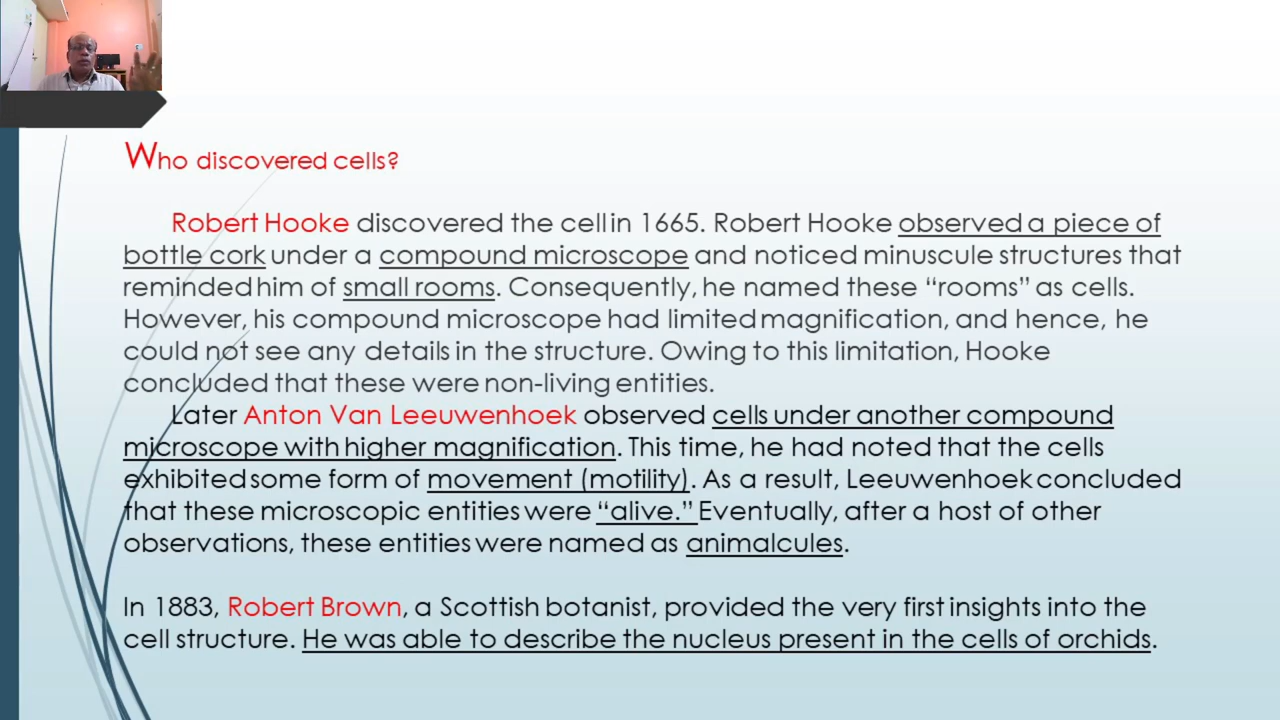 Who discovered cells?
Robert Hooke discovered the cell in 1665. Robert Hooke observed a piece of
bottle cork under a compound microscope and noticed minuscule structures that
reminded him of small rooms. Consequently, he named these “rooms” as cells.
However, his compound microscope had limited magnification, and hence, he
could not see any details in the structure. Owing to this limitation, Hooke
concluded that these were non-living entities.
Later Anton Van Leeuwenhoek observed cells under another compound
microscope with higher magnification. This time, he had noted that the cells
exhibited some form of movement (motility). As a result, Leeuwenhoek concluded
that these microscopic entities were “alive.” Eventually, after a host of other
observations, these entities were named as animalcules.
In 1883, Robert Brown, a Scottish botanist, provided the very first insights into the
cell structure. He was able to describe the nucleus present in the cells of orchids.